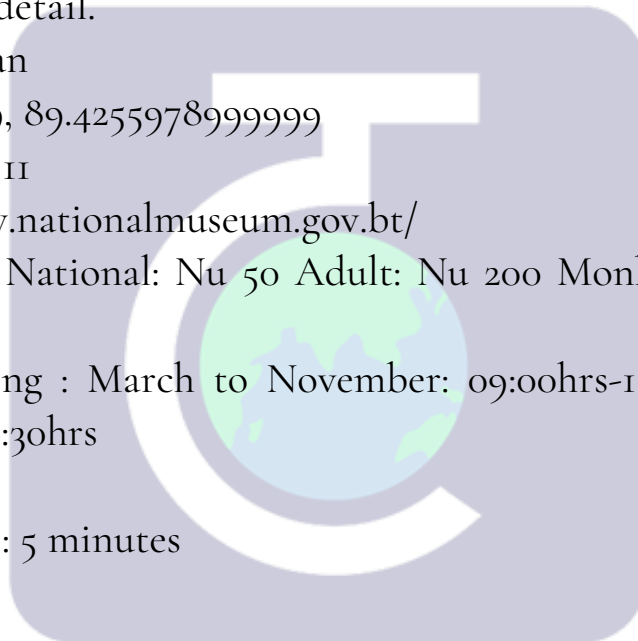 detail.
an
, 89.4255978999999
11
.nationalmuseum.gov.bt/
National: Nu 50 Adult: Nu 200 Monk
ng : March to November: 09:00hrs-1
:30hrs
: 5 minutes